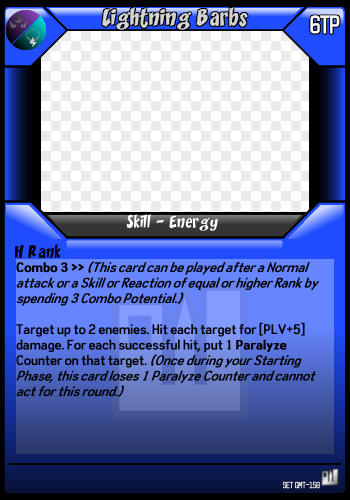 Lightning Barbs
6TP
Skill - Energy
H Rank
Combo 3 >> (This card can be played after a Normal
attack or a Skill or Reaction of equal or higher Rank by
spending 3 Combo Potential.)
Target up to 2 enemies. Hit each target for [PLV+5]
damage. For each successful hit, put 1 Paralyze
Counter on that target. (Once during your Starting
Phase, this card loses 1 Paralyze Counter and cannot
act for this round.)
SET GMT-158